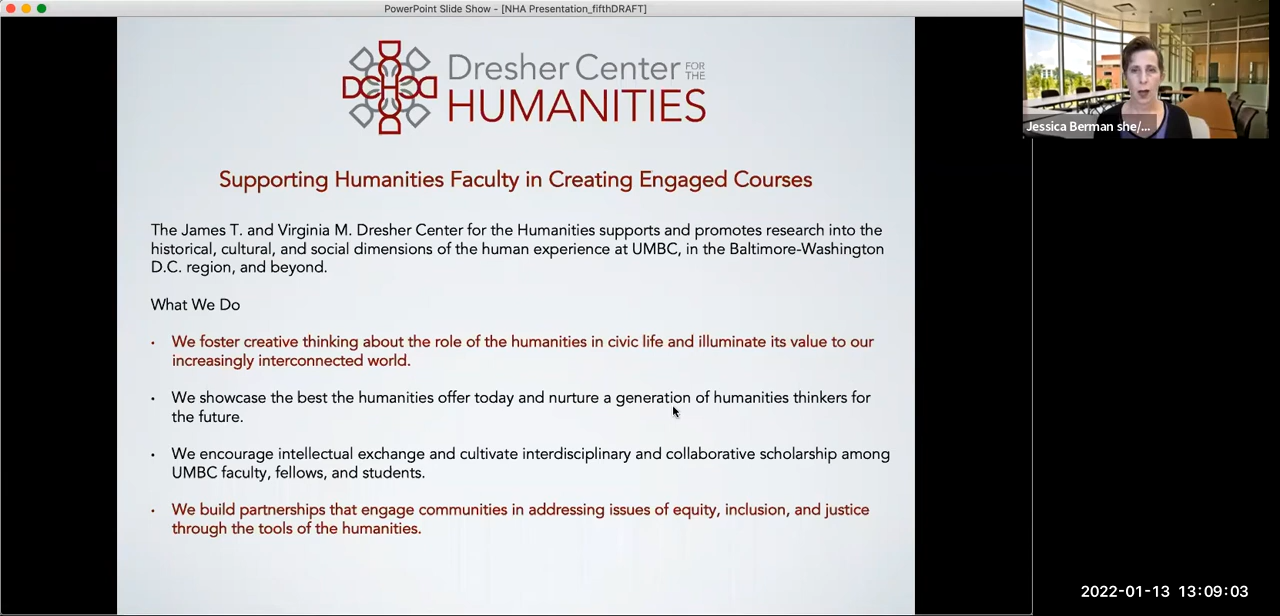 PowerPoint Slide Show - [NHA Presentation_fifthDRAFT]
Dresher Center FOR THE
HUMANITIES
Jessica Berman she/...
Supporting Humanities Faculty in Creating Engaged Courses
The James T. and Virginia M. Dresher Center for the Humanities supports and promotes research into the
historical, cultural, and social dimensions of the human experience at UMBC, in the Baltimore-Washington
D.C. region, and beyond.
What We Do
• We foster creative thinking about the role of the humanities in civic life and illuminate its value to our
increasingly interconnected world.
• We showcase the best the humanities offer today and nurture a generation of humanities thinkers for
the future.
• We encourage intellectual exchange and cultivate interdisciplinary and collaborative scholarship among
UMBC faculty, fellows, and students.
• We build partnerships that engage communities in addressing issues of equity, inclusion, and justice
through the tools of the humanities.
2022-01-13 13:09:03